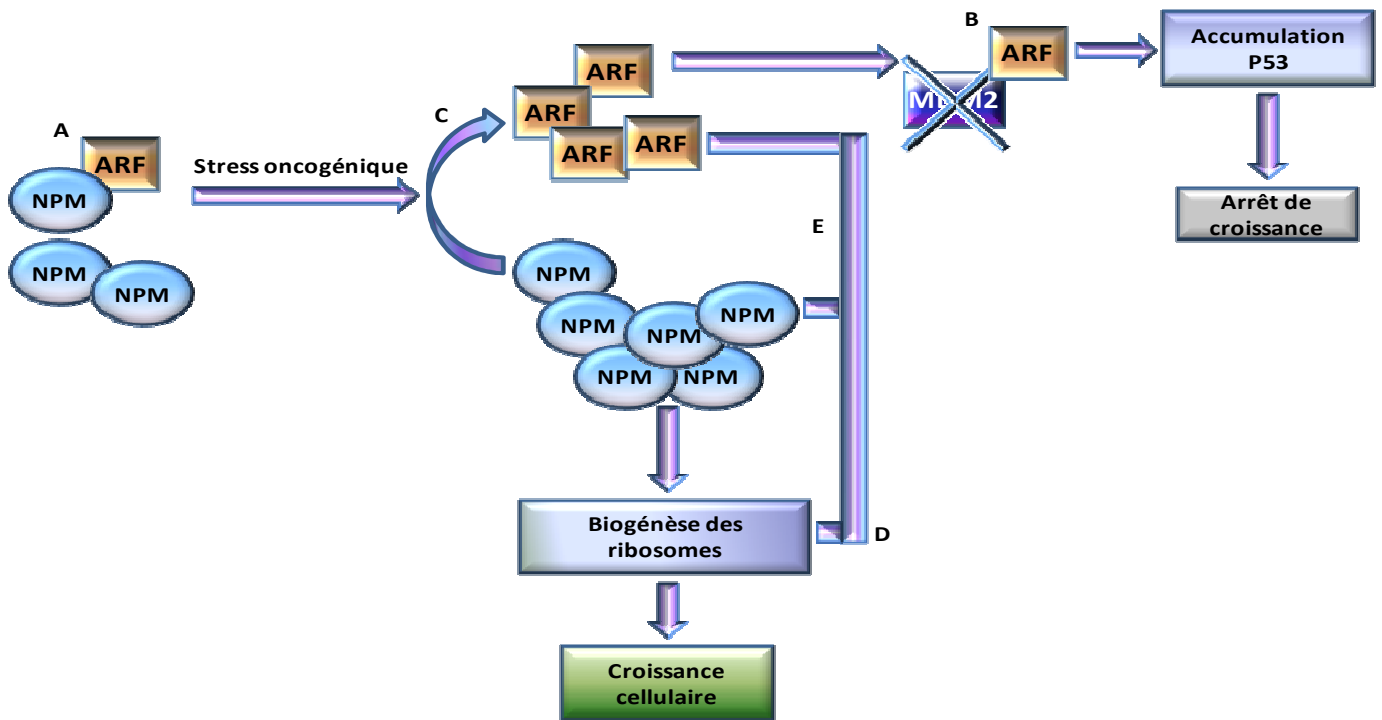 A
ARF
NPM
NPM
NPM
Stress oncogénique
C
ARF
ARF
ARF
ARF
B
ARF
Accumulation
P53
Arrêt de
croissance
E
NPM
NPM
NPM
NPM
NPM
NPM
Biogénèse des
ribosomes
D
Croissance
cellulaire